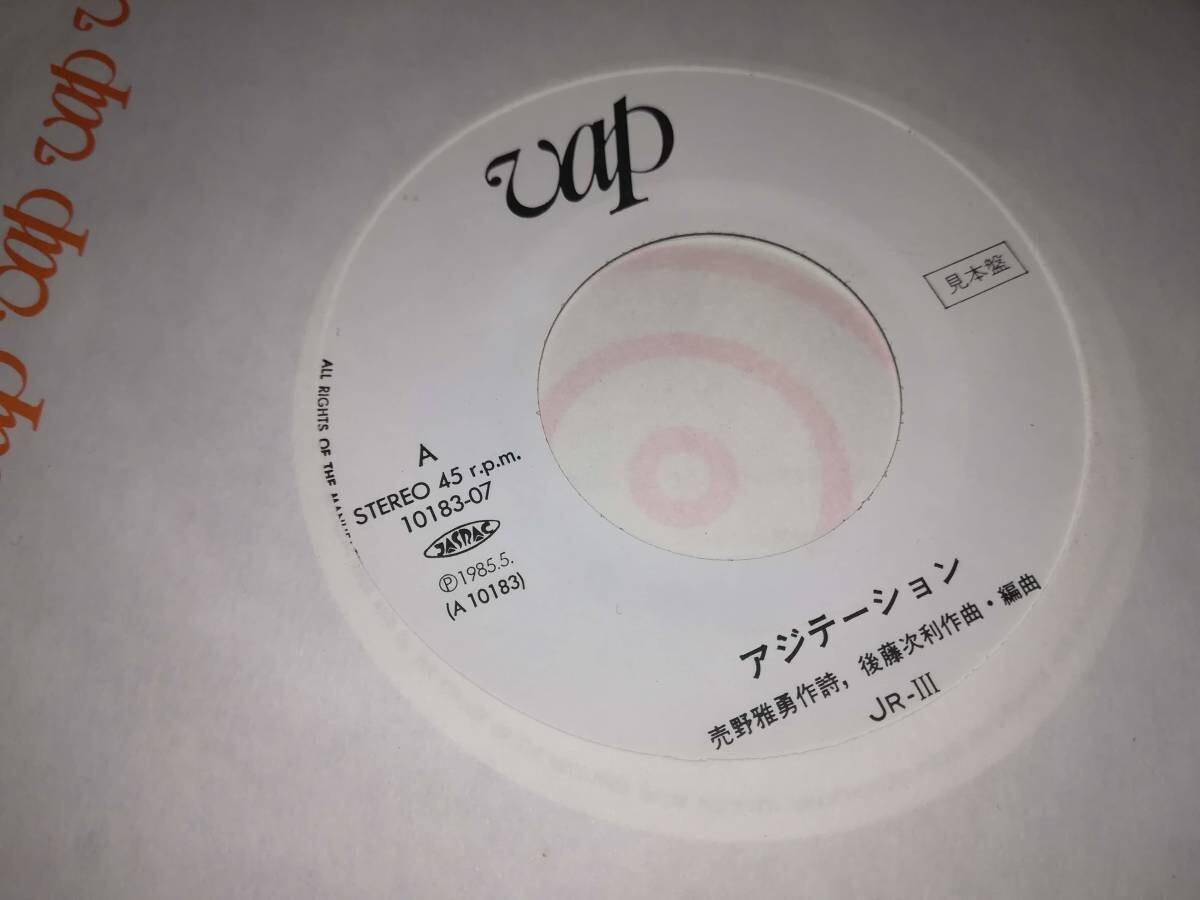 vap
見本盤
A
STEREO 45 r.p.m.
10183-07
JASRAC
Ⓟ1985.5.
(A 10183)
ALL RIGHTS OF THE
アジテーション
売野雅勇作詩, 後藤次利作曲・編曲
JR-III
vap
vap